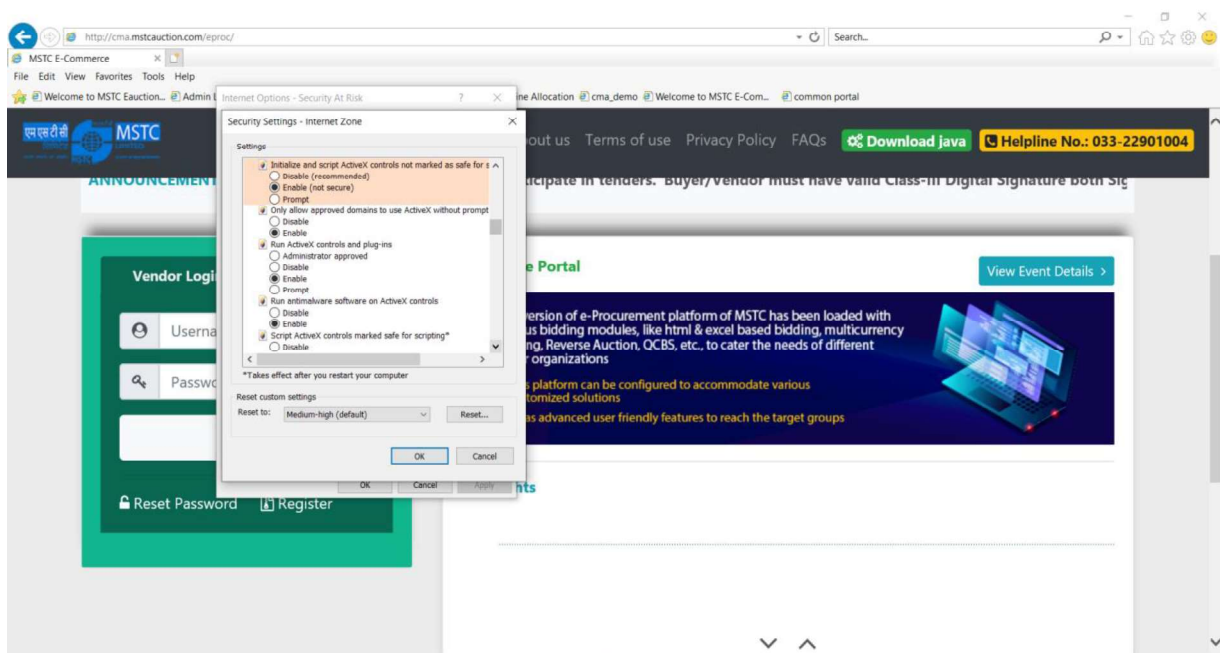 http://cma.mstcauction.com/eproc/
Search...
MSTC E-Commerce
File Edit View Favorites Tools Help
Welcome to MSTC Eauction... Admin L
ine Allocation cma_demo Welcome to MSTC E-Com... common portal
Internet Options - Security At Risk
Security Settings - Internet Zone
एम एस टी सी
MSTC
out us Terms of use Privacy Policy FAQs Download java Helpline No.: 033-22901004
ANNOUNCEMENT
ticipate in tenders. Buyer/Vendor must have valid Class-III Digital Signature both Sig
Settings
Initialize and script ActiveX controls not marked as safe for s
Disable (recommended)
Enable (not secure)
Prompt
Only allow approved domains to use ActiveX without prompt
Disable
Enable
Run ActiveX controls and plug-ins
Administrator approved
Disable
Enable
Prompt
Run antimalware software on ActiveX controls
Disable
Enable
Script ActiveX controls marked safe for scripting*
Disable
*Takes effect after you restart your computer
Reset custom settings
Reset to: Medium-high (default) Reset...
OK Cancel
OK Cancel Apply
Vendor Logi
Userna
Passwo
Reset Password Register
e Portal
View Event Details >
version of e-Procurement platform of MSTC has been loaded with
us bidding modules, like html & excel based bidding, multicurrency
ng, Reverse Auction, QCBS, etc., to cater the needs of different
r organizations
s platform can be configured to accommodate various
tomized solutions
as advanced user friendly features to reach the target groups
nts